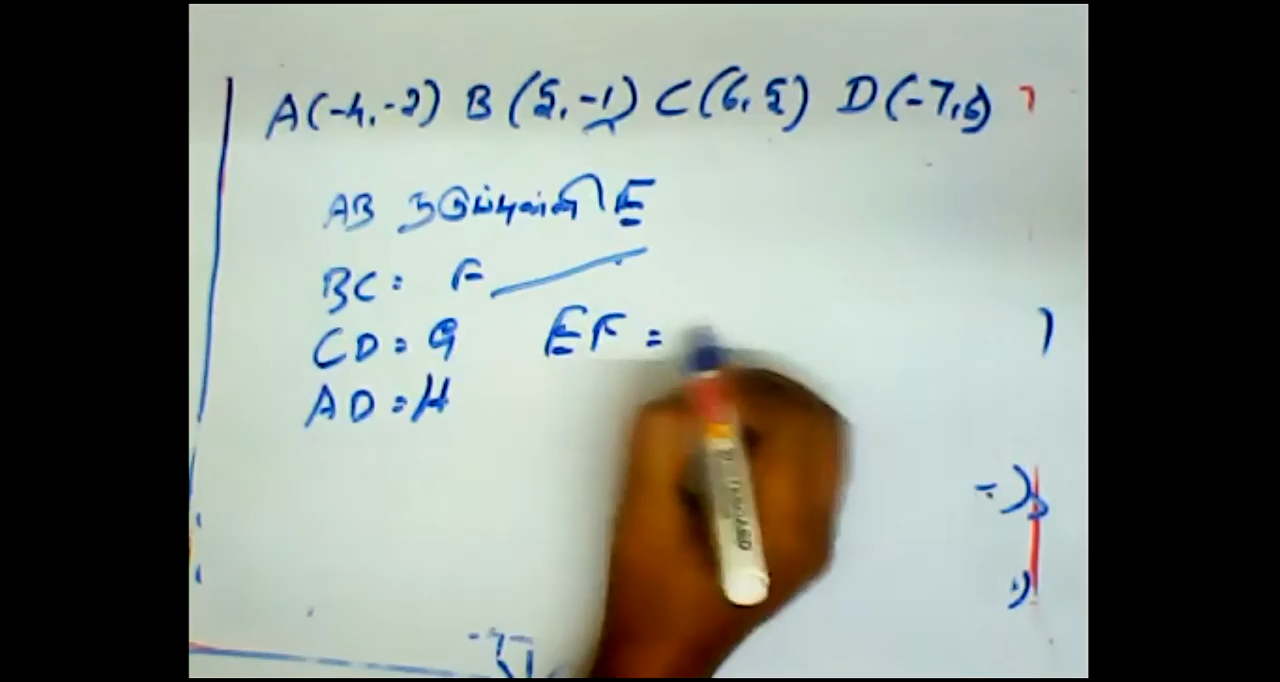 A(-4,-2) B(5,-1) C(6,5) D(-7,6)
AB நடுப்புள்ளி E
BC = F
CD = G EF =
AD = H